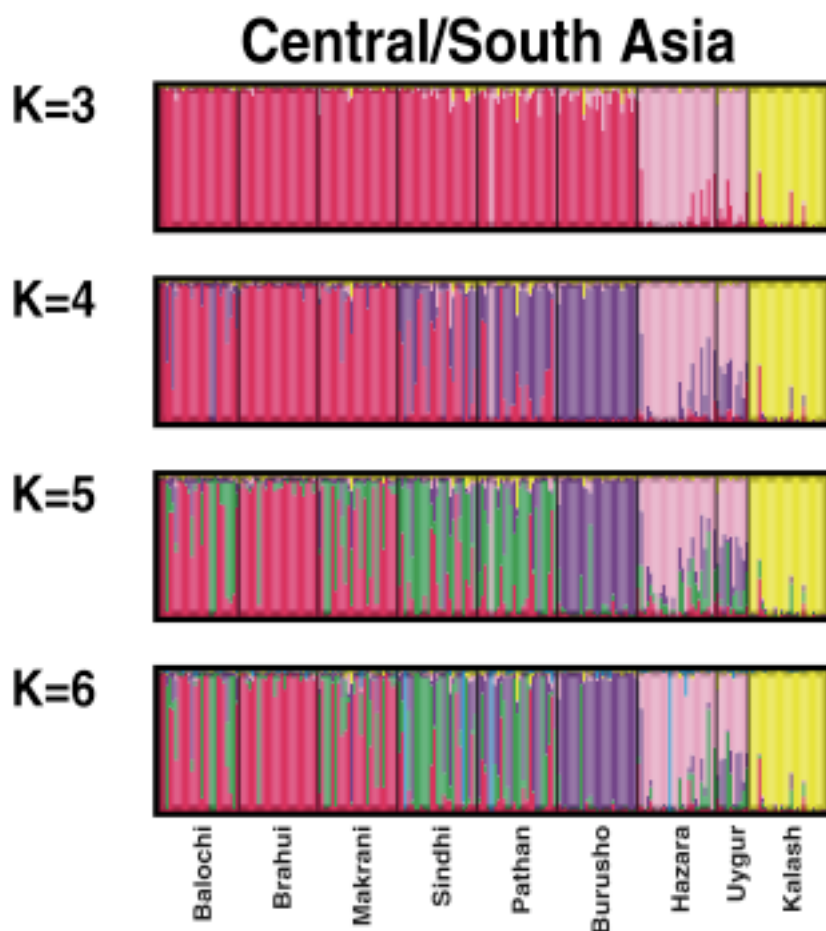 Central/South Asia
K=3
K=4
K=5
K=6
Balochi
Brahui
Makrani
Sindhi
Pathan
Burusho
Hazara
Uygur
Kalash